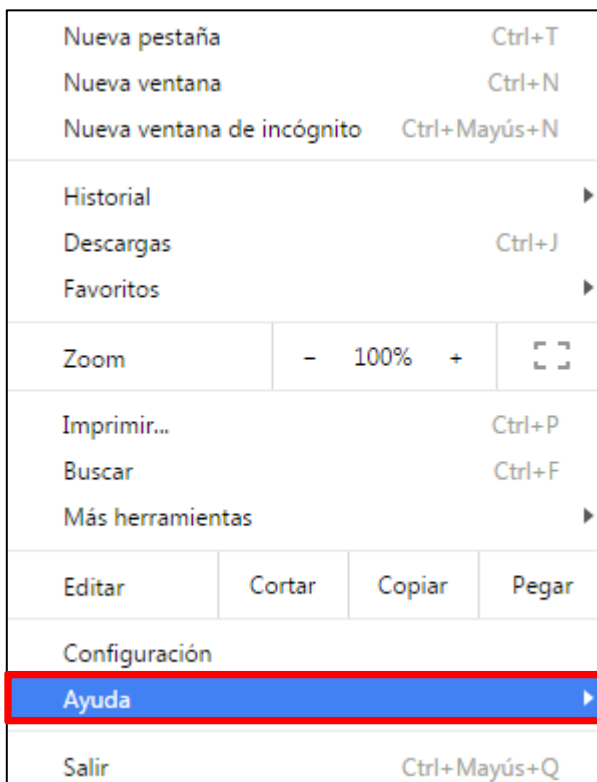 Nueva pestaña Ctrl+T
Nueva ventana Ctrl+N
Nueva ventana de incógnito Ctrl+Mayús+N
Historial
Descargas Ctrl+J
Favoritos
Zoom - 100% +
Imprimir... Ctrl+P
Buscar Ctrl+F
Más herramientas
Editar Cortar Copiar Pegar
Configuración
Ayuda
Salir Ctrl+Mayús+Q